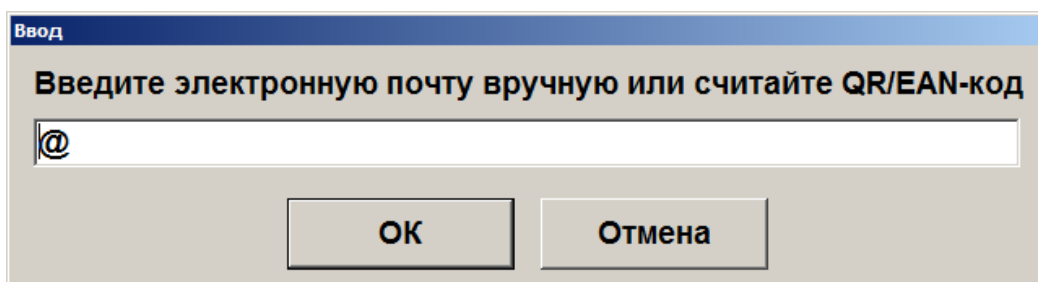 Ввод
Введите электронную почту вручную или считайте QR/EAN-код
@
ОК Отмена